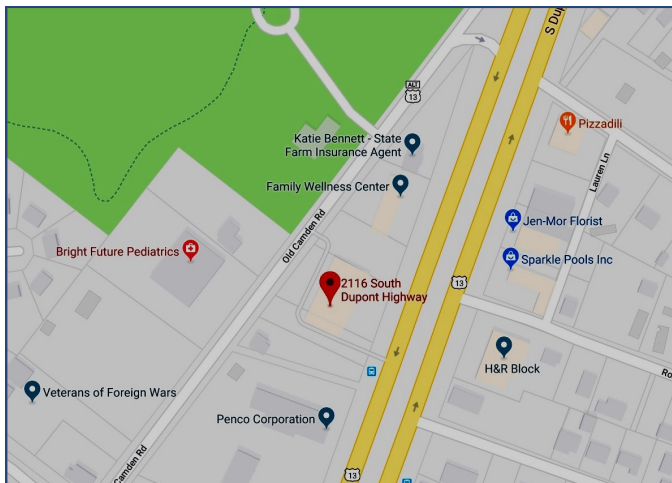 S Dup
ALT
13
Katie Bennett - State
Farm Insurance Agent
Pizzadili
Family Wellness Center
Lauren Ln
Jen-Mor Florist
Old Camden Rd
Bright Future Pediatrics
Sparkle Pools Inc
2116 South
Dupont Highway
13
H&R Block
Ro
Veterans of Foreign Wars
Penco Corporation
Camden Rd
13